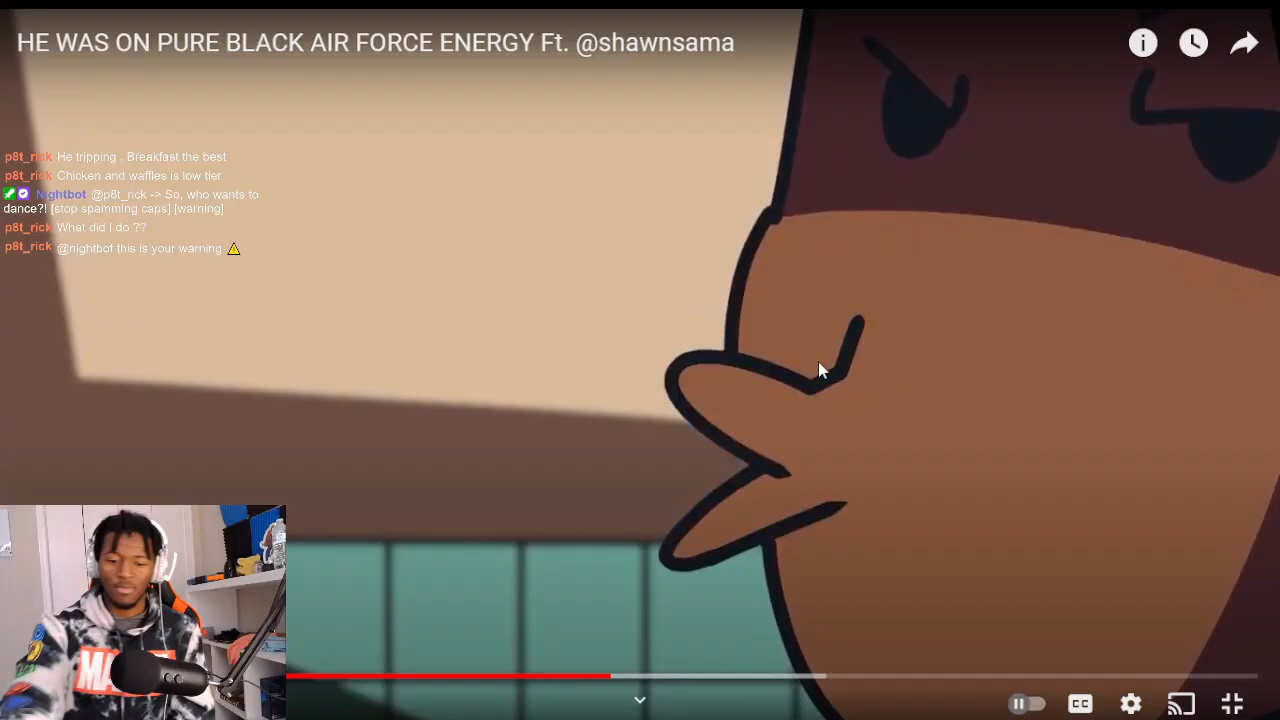 HE WAS ON PURE BLACK AIR FORCE ENERGY Ft. @shawnsama
p8t_rick He tripping . Breakfast the best
p8t_rick Chicken and waffles is low tier
Nightbot @p8t_rick -> So, who wants to
dance?! [stop spamming caps] [warning]
p8t_rick What did I do ??
p8t_rick @nightbot this is your warning ⚠
CC